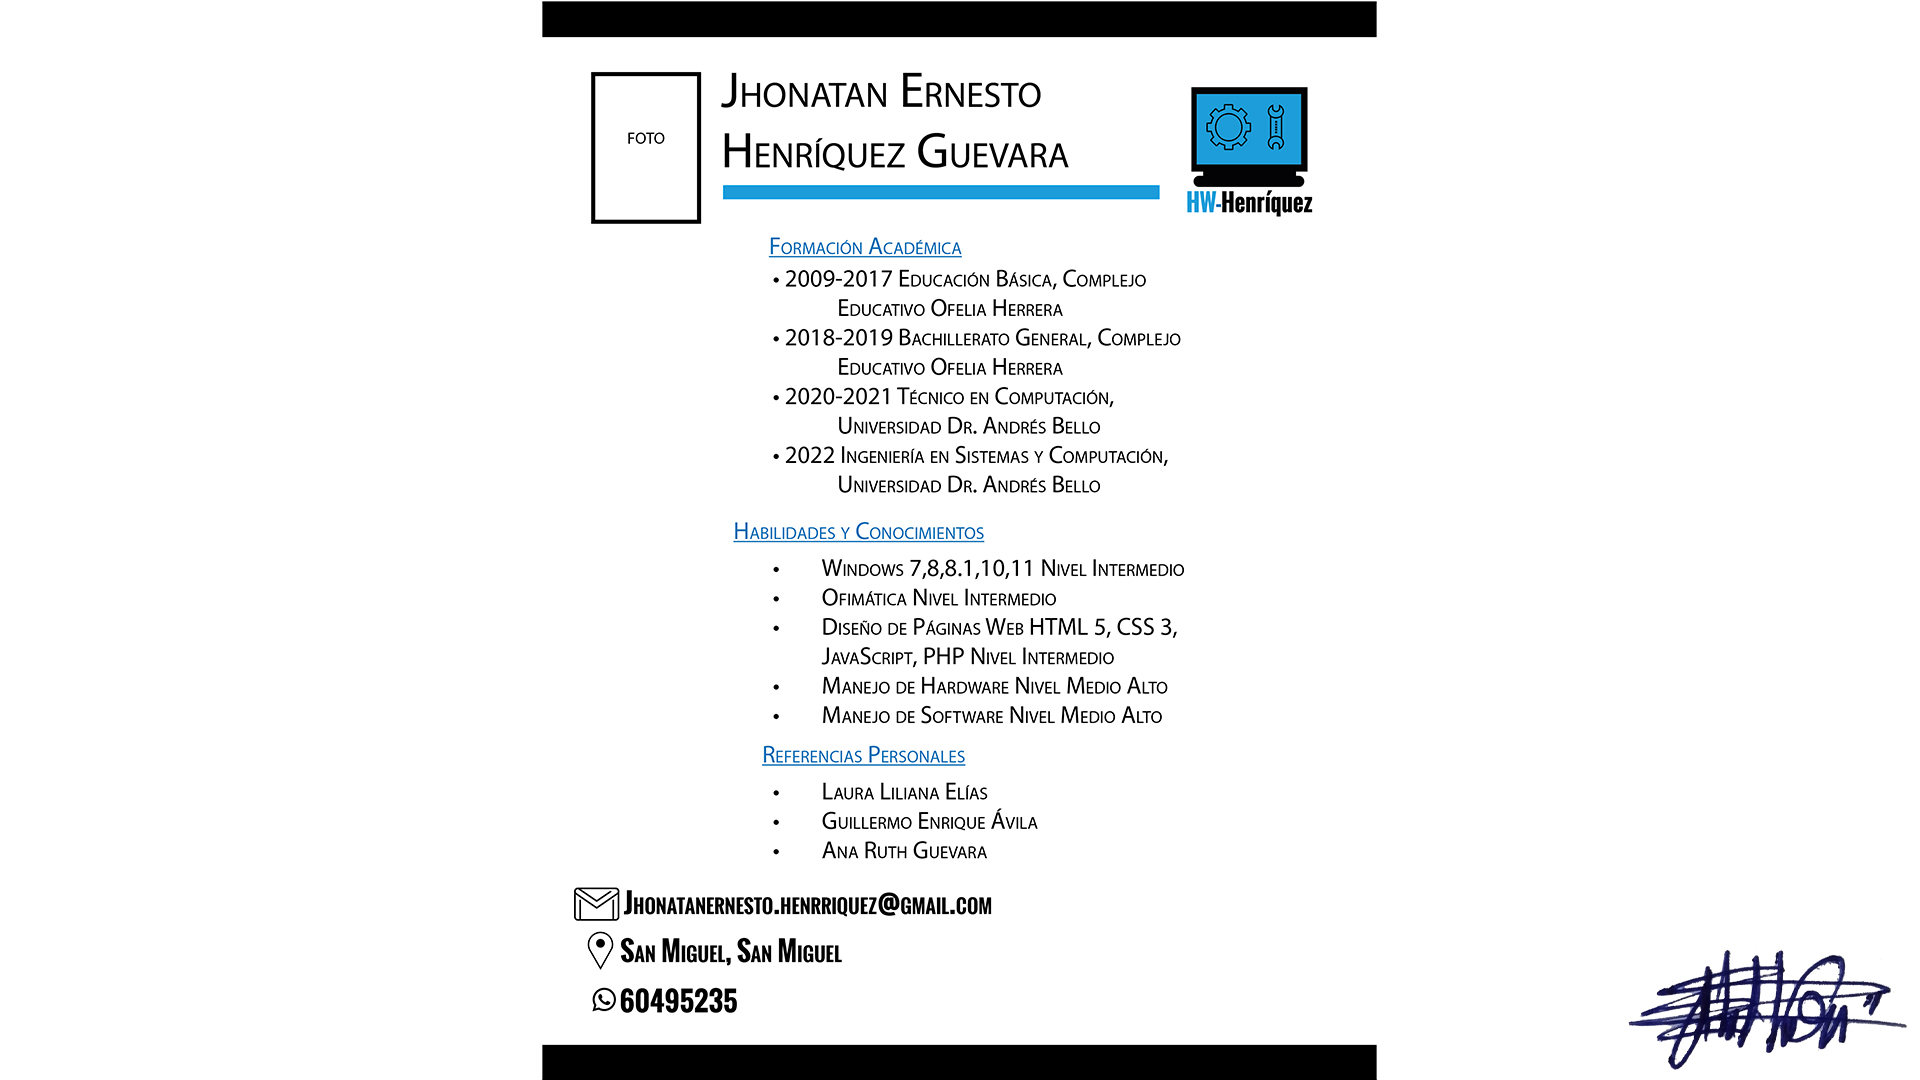 FOTO
Jhonatan Ernesto
Henríquez Guevara
HW-Henríquez
Formación Académica
• 2009-2017 Educación Básica, Complejo
Educativo Ofelia Herrera
• 2018-2019 Bachillerato General, Complejo
Educativo Ofelia Herrera
• 2020-2021 Técnico en Computación,
Universidad Dr. Andrés Bello
• 2022 Ingeniería en Sistemas y Computación,
Universidad Dr. Andrés Bello
Habilidades y Conocimientos
• Windows 7,8,8.1,10,11 Nivel Intermedio
• Ofimática Nivel Intermedio
• Diseño de Páginas Web HTML 5, CSS 3,
JavaScript, PHP Nivel Intermedio
• Manejo de Hardware Nivel Medio Alto
• Manejo de Software Nivel Medio Alto
Referencias Personales
• Laura Liliana Elías
• Guillermo Enrique Ávila
• Ana Ruth Guevara
Jhonatanernesto.henrriquez@gmail.com
San Miguel, San Miguel
60495235